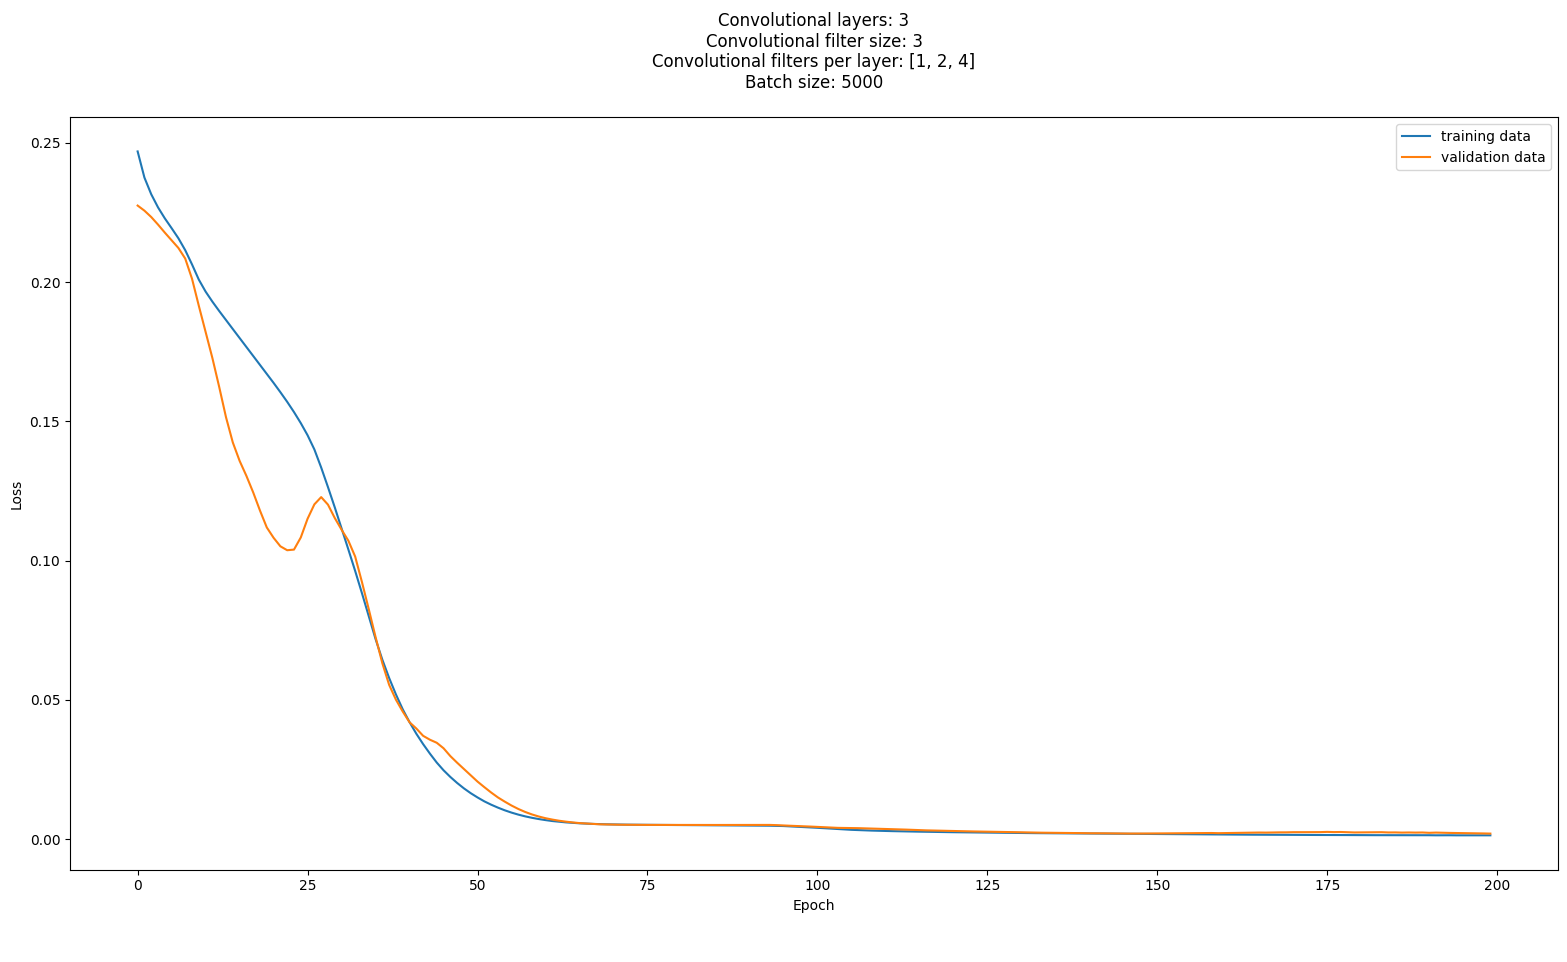 Convolutional layers: 3
Convolutional filter size: 3
Convolutional filters per layer: [1, 2, 4]
Batch size: 5000
training data
validation data
0.25
0.20
0.15
0.10
0.05
0.00
Loss
0 25 50 75 100 125 150 175 200
Epoch